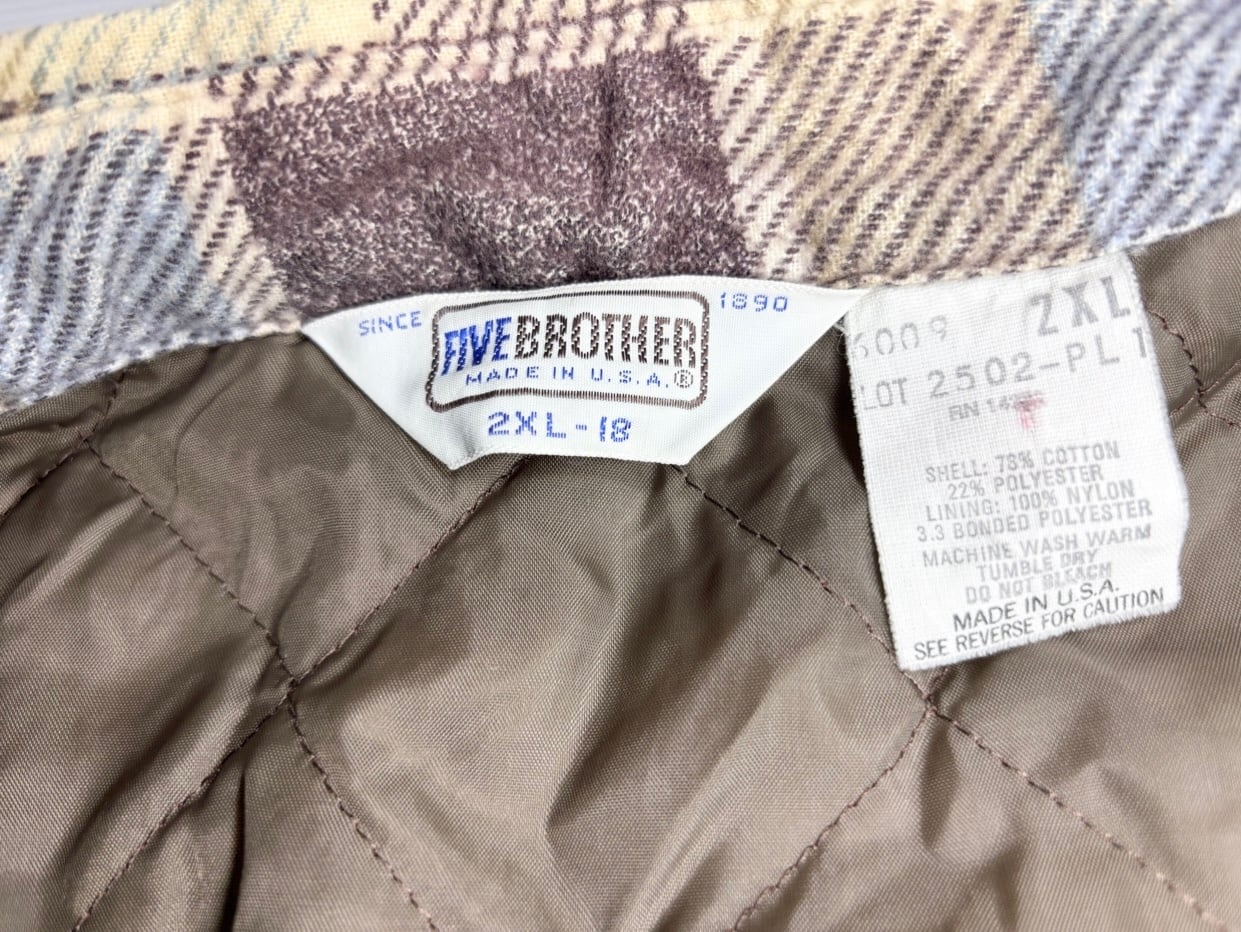 SINCE 1890
FIVE BROTHER
MADE IN U.S.A.®
2XL-18
6009 2XL
LOT 2502-PL 1
SHELL: 78% COTTON
22% POLYESTER
LINING: 100% NYLON
3.3 BONDED POLYESTER
MACHINE WASH WARM
TUMBLE DRY
DO NOT BLEACH
MADE IN U.S.A.
SEE REVERSE FOR CAUTION